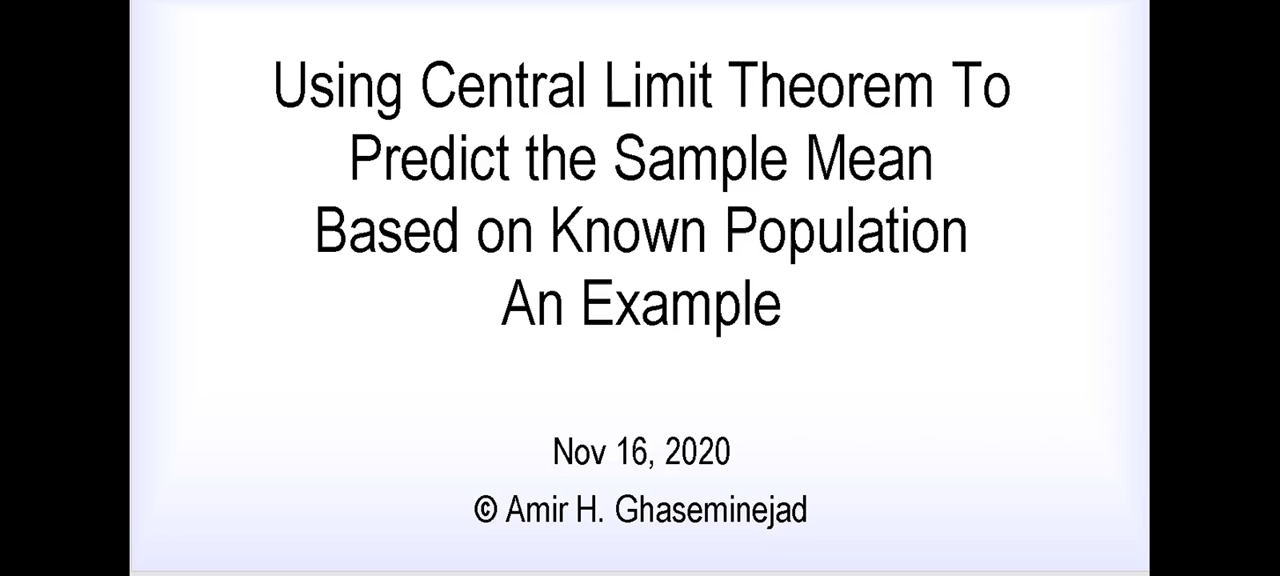 Using Central Limit Theorem To
Predict the Sample Mean
Based on Known Population
An Example
Nov 16, 2020
© Amir H. Ghaseminejad